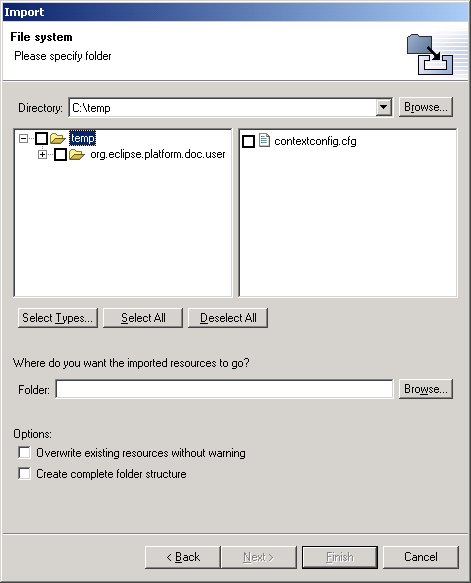 Import
File system
Please specify folder
Directory: C:\temp Browse...
temp
org.eclipse.platform.doc.user
contextconfig.cfg
Select Types... Select All Deselect All
Where do you want the imported resources to go?
Folder: Browse...
Options:
Overwrite existing resources without warning
Create complete folder structure
< Back Next > Finish Cancel